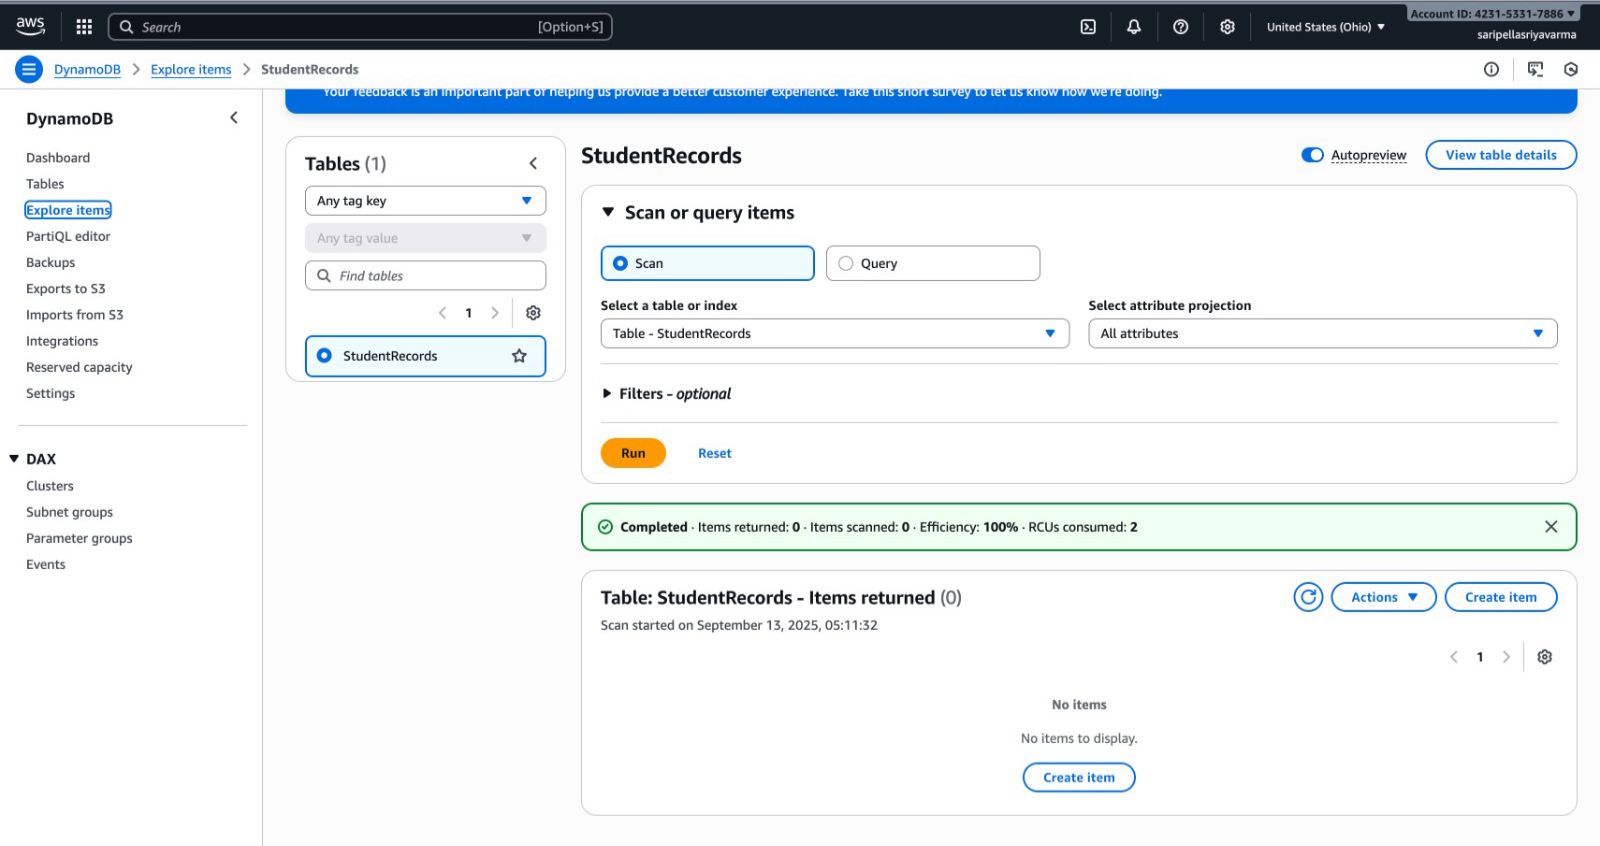 aws
Search [Option+S]
United States (Ohio)
Account ID: 4231-5331-7886
saripellasriyavarma
DynamoDB > Explore items > StudentRecords
Your feedback is an important part of helping us provide a better customer experience. Take this short survey to let us know how we're doing.
DynamoDB
Dashboard
Tables
Explore items
PartiQL editor
Backups
Exports to S3
Imports from S3
Integrations
Reserved capacity
Settings
DAX
Clusters
Subnet groups
Parameter groups
Events
Tables (1)
Any tag key
Any tag value
Find tables
1
StudentRecords
StudentRecords
Autopreview
View table details
Scan or query items
Scan
Query
Select a table or index
Table - StudentRecords
Select attribute projection
All attributes
Filters - optional
Run
Reset
Completed · Items returned: 0 · Items scanned: 0 · Efficiency: 100% · RCUs consumed: 2
Table: StudentRecords - Items returned (0)
Scan started on September 13, 2025, 05:11:32
Actions
Create item
1
No items
No items to display.
Create item